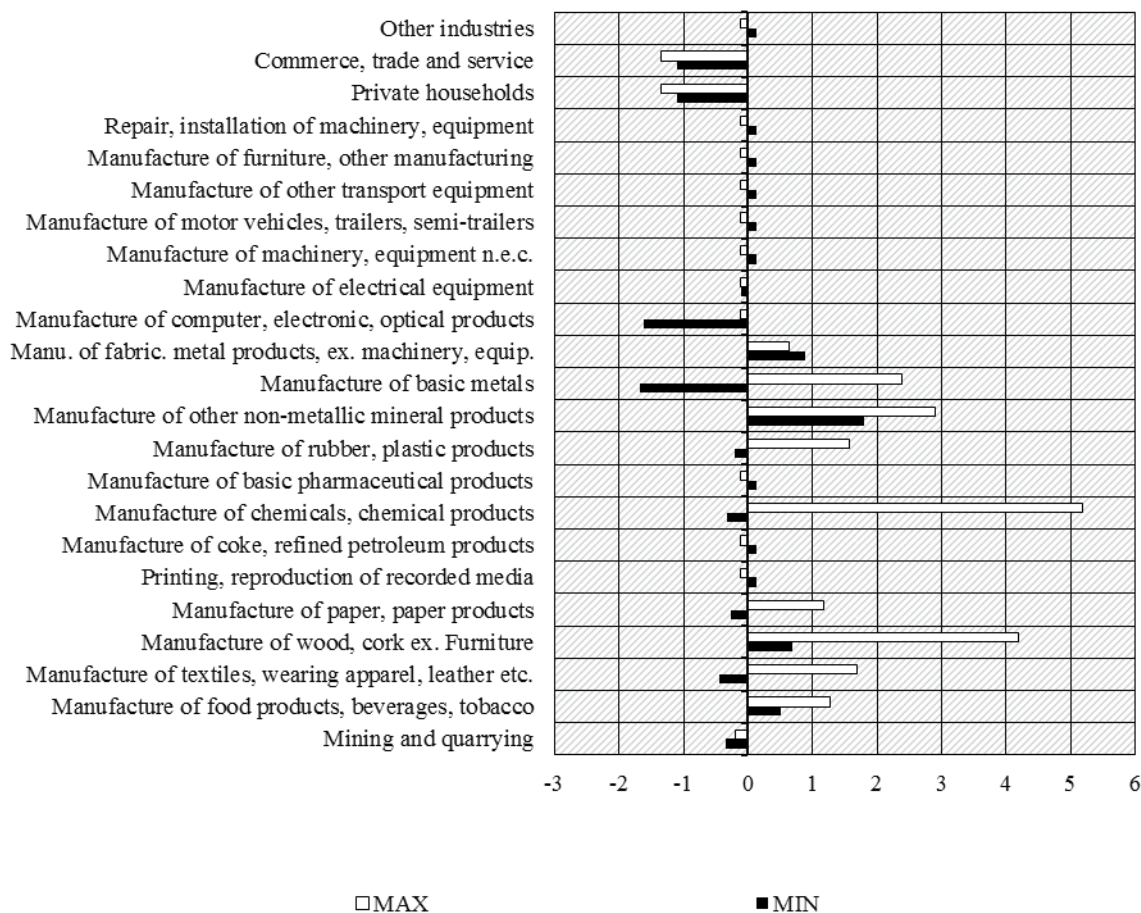 Other industries
Commerce, trade and service
Private households
Repair, installation of machinery, equipment
Manufacture of furniture, other manufacturing
Manufacture of other transport equipment
Manufacture of motor vehicles, trailers, semi-trailers
Manufacture of machinery, equipment n.e.c.
Manufacture of electrical equipment
Manufacture of computer, electronic, optical products
Manu. of fabric. metal products, ex. machinery, equip.
Manufacture of basic metals
Manufacture of other non-metallic mineral products
Manufacture of rubber, plastic products
Manufacture of basic pharmaceutical products
Manufacture of chemicals, chemical products
Manufacture of coke, refined petroleum products
Printing, reproduction of recorded media
Manufacture of paper, paper products
Manufacture of wood, cork ex. Furniture
Manufacture of textiles, wearing apparel, leather etc.
Manufacture of food products, beverages, tobacco
Mining and quarrying
-3 -2 -1 0 1 2 3 4 5 6
MAX MIN